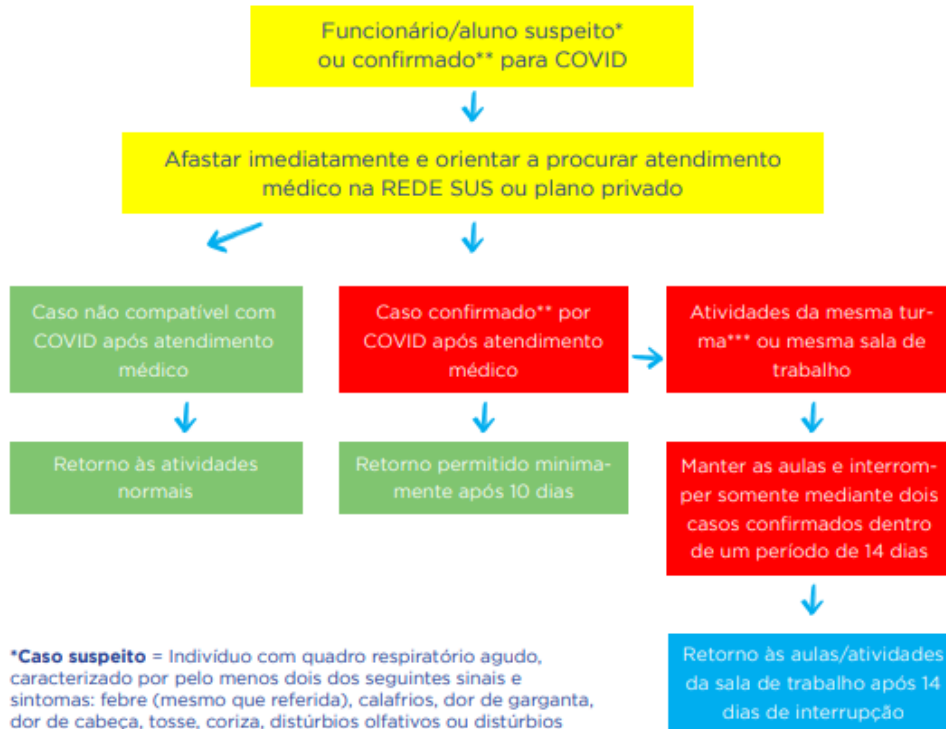 Funcionário/aluno suspeito*
ou confirmado** para COVID
Afastar imediatamente e orientar a procurar atendimento
médico na REDE SUS ou plano privado
Caso não compatível com
COVID após atendimento
médico
Caso confirmado** por
COVID após atendimento
médico
Atividades da mesma tur-
ma*** ou mesma sala de
trabalho
Retorno às atividades
normais
Retorno permitido minima-
mente após 10 dias
Manter as aulas e interrom-
per somente mediante dois
casos confirmados dentro
de um período de 14 dias
*Caso suspeito = Indivíduo com quadro respiratório agudo,
caracterizado por pelo menos dois dos seguintes sinais e
sintomas: febre (mesmo que referida), calafrios, dor de garganta,
dor de cabeça, tosse, coriza, distúrbios olfativos ou distúrbios
Retorno às aulas/atividades
da sala de trabalho após 14
dias de interrupção